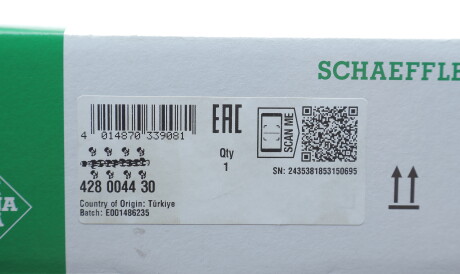 SCHAEFFLE
4 014870 339081
EAC
SCAN ME
Qty
1
SN: 2435381853150695
428 0044 30
Country of Origin: Türkiye
Batch: E001486235